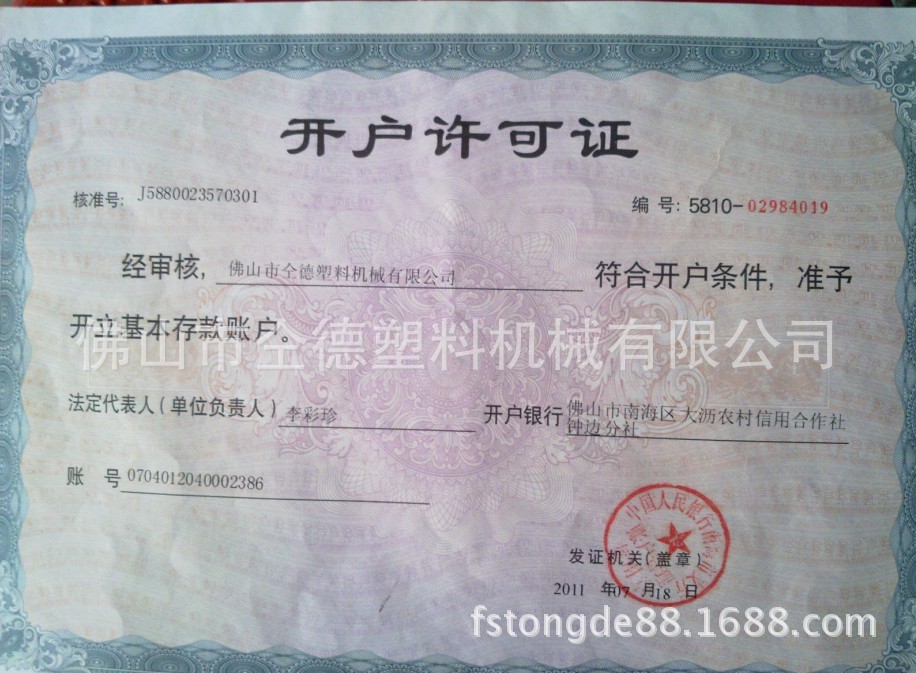 开户许可证
核准号: J5880023570301 编 号: 5810-02984019
经审核, 佛山市仝德塑料机械有限公司 符合开户条件, 准予
开立基本存款账户。
佛山市仝德塑料机械有限公司
法定代表人(单位负责人) 李彩珍 开户银行 佛山市南海区大沥农村信用合作社
钟边分社
账 号 0704012040002386
发证机关(盖章)
2011 年07 月18 日
fstongde88.1688.com